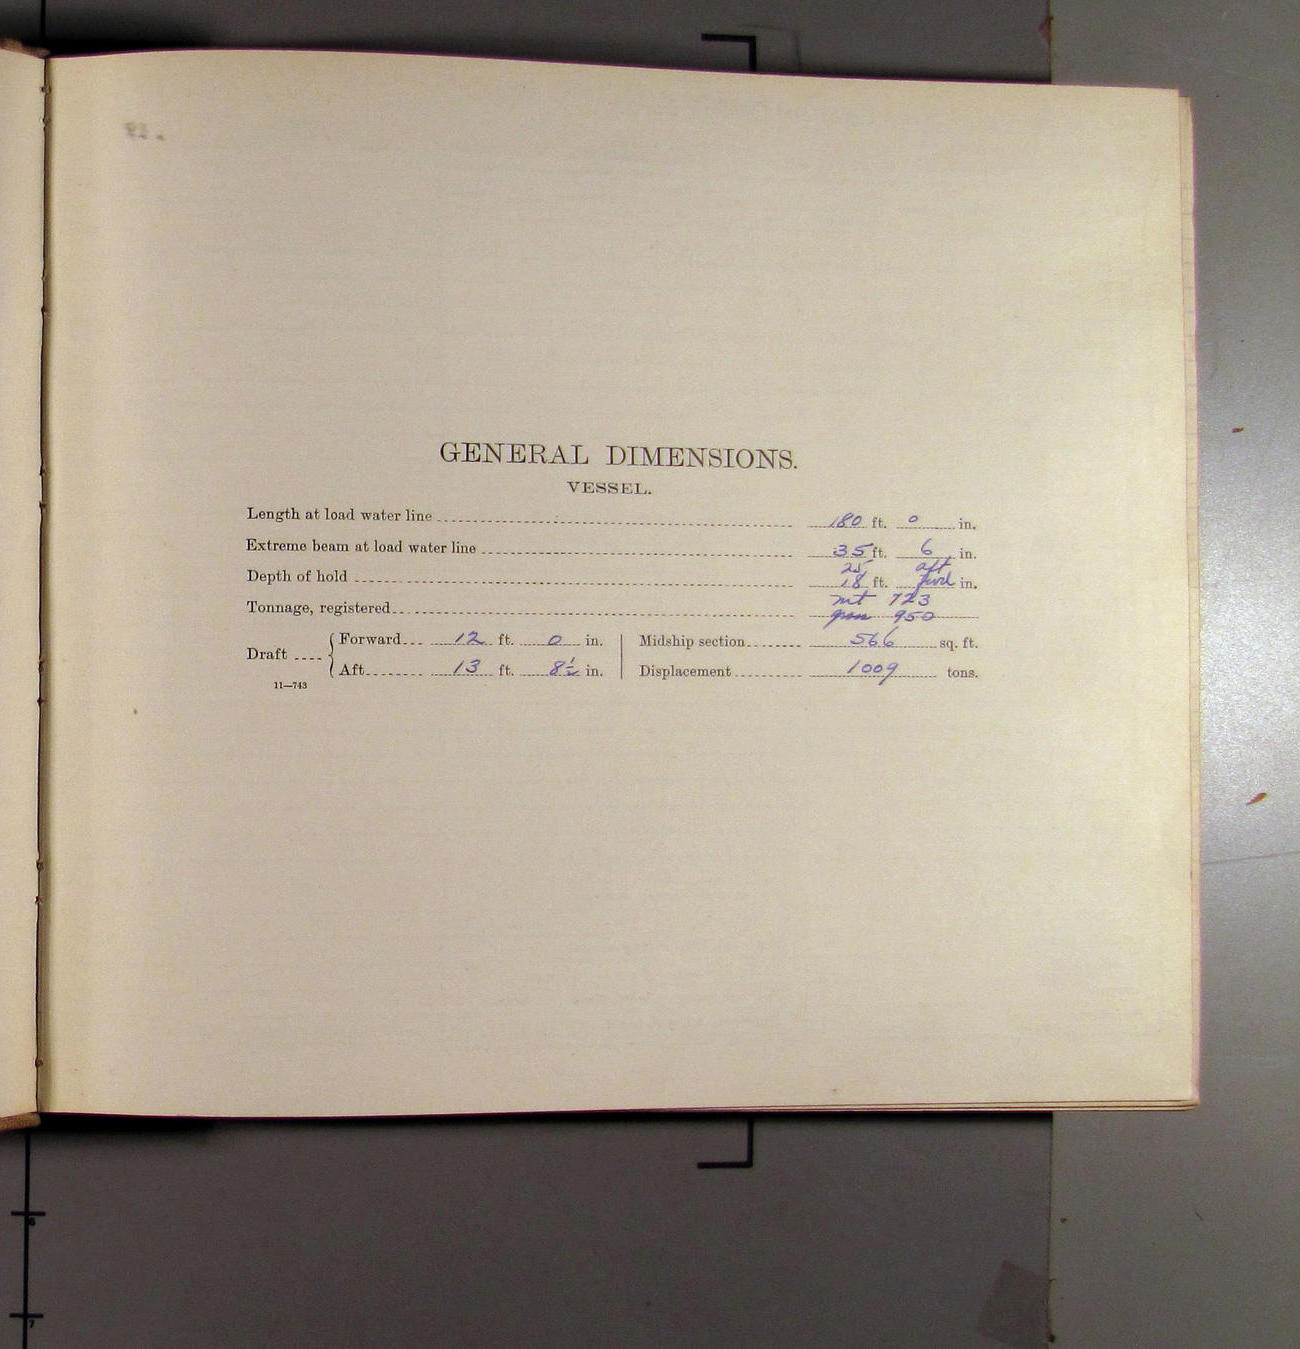 GENERAL DIMENSIONS.
VESSEL.
Length at load water line 180 ft. 0 in.
Extreme beam at load water line 35 ft. 6 in.
25 aft
Depth of hold 18 ft. fwd in.
net 723
Tonnage, registered gross 950
Draft Forward 12 ft. 0 in. Midship section 566 sq. ft.
Aft 13 ft. 8½ in. Displacement 1009 tons.
11—743
6
7